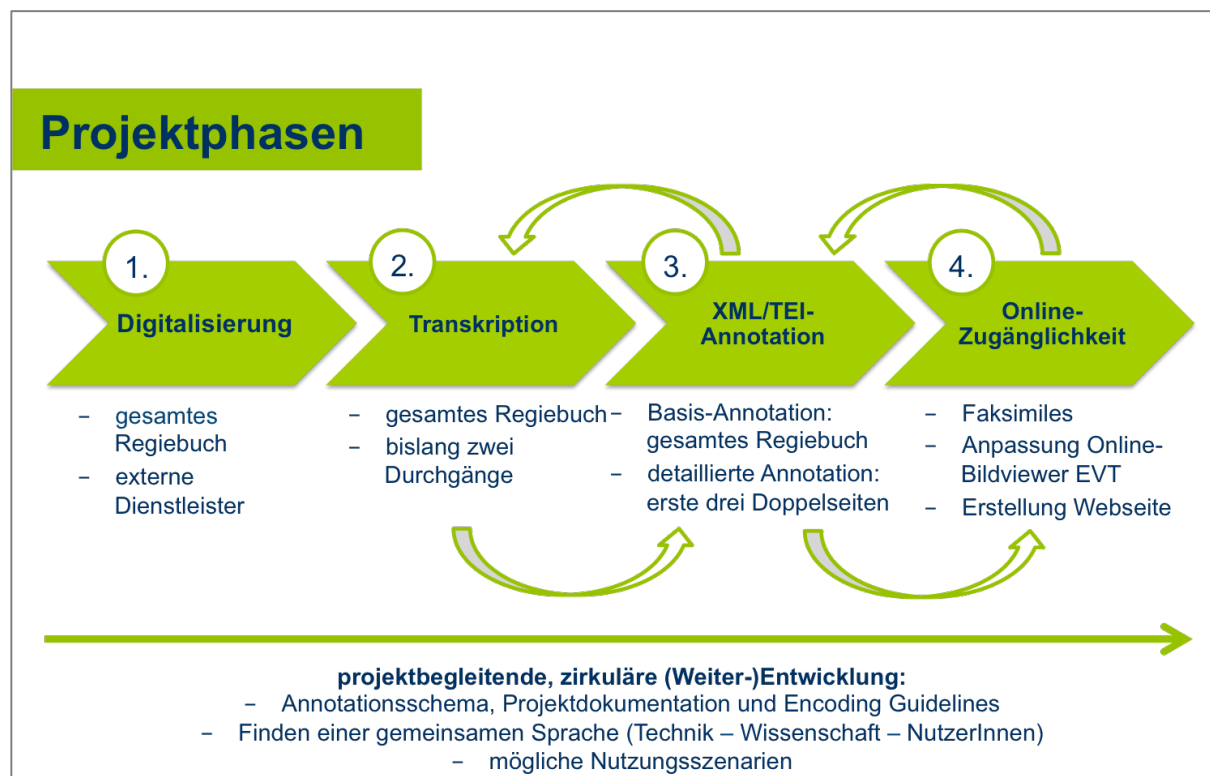 Projektphasen
1.
Digitalisierung
– gesamtes
Regiebuch
– externe
Dienstleister
2.
Transkription
– gesamtes Regiebuch
– bislang zwei
Durchgänge
3.
XML/TEI-
Annotation
– Basis-Annotation:
gesamtes Regiebuch
– detaillierte Annotation:
erste drei Doppelseiten
4.
Online-
Zugänglichkeit
– Faksimiles
– Anpassung Online-
Bildviewer EVT
– Erstellung Webseite
projektbegleitende, zirkuläre (Weiter-)Entwicklung:
– Annotationsschema, Projektdokumentation und Encoding Guidelines
– Finden einer gemeinsamen Sprache (Technik – Wissenschaft – NutzerInnen)
– mögliche Nutzungsszenarien